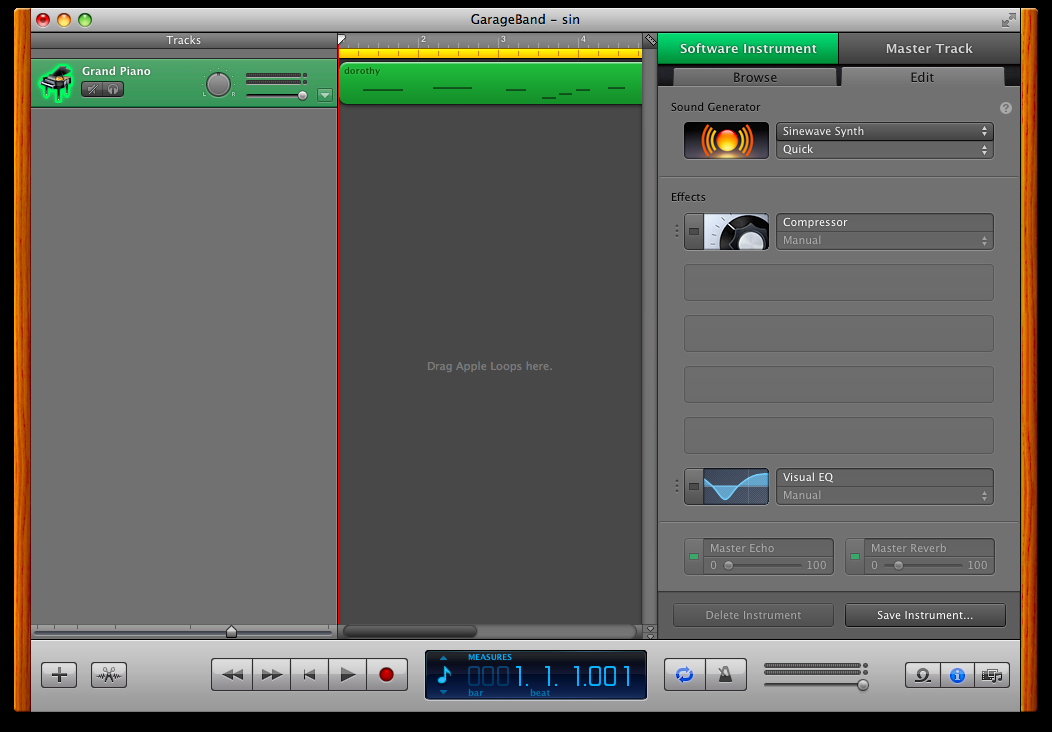 GarageBand - sin
Tracks
2 3 4
Software Instrument
Master Track
Grand Piano
L R
dorothy
Browse
Edit
Sound Generator
?
Sinewave Synth
Quick
Effects
Compressor
Manual
Drag Apple Loops here.
Visual EQ
Manual
Master Echo
0 100
Master Reverb
0 100
Delete Instrument
Save Instrument...
MEASURES
0001. 1. 1.001
bar beat